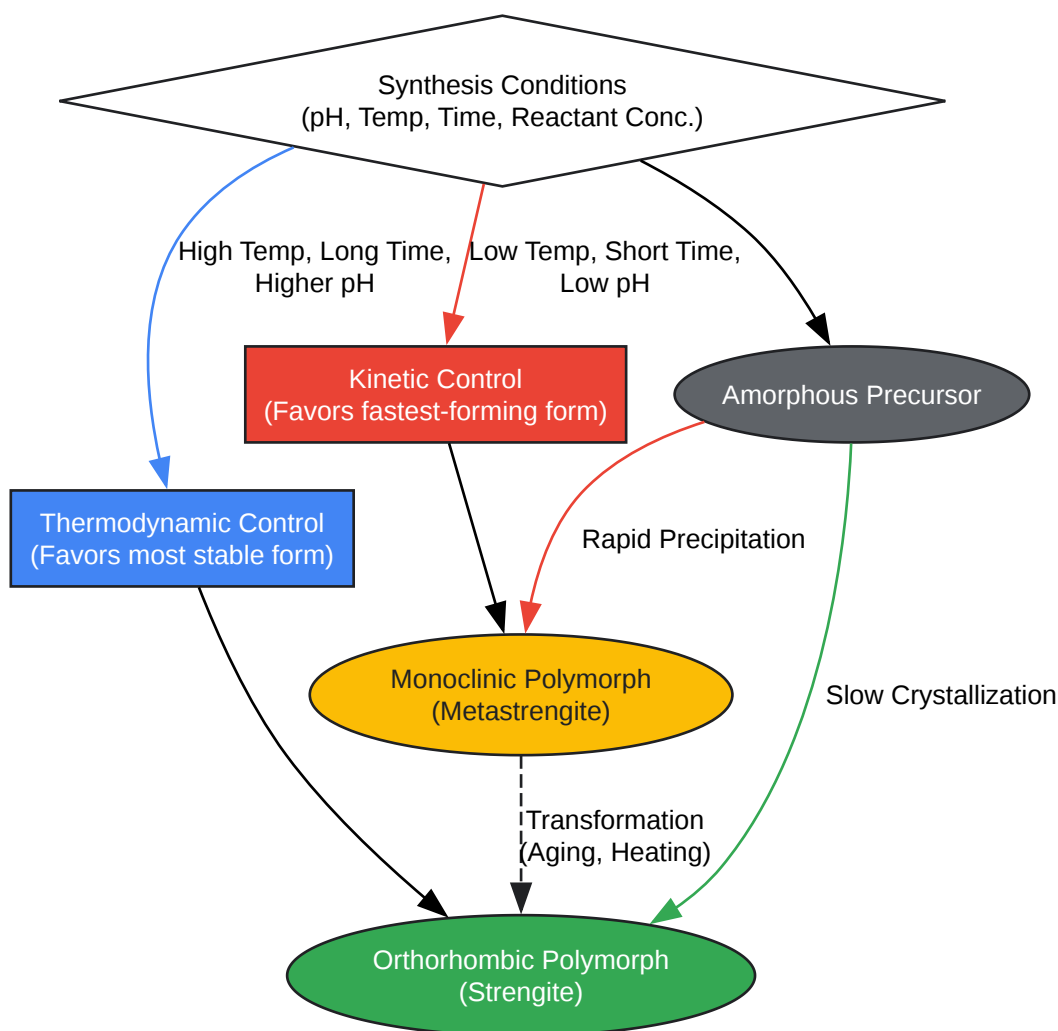 Synthesis Conditions
(pH, Temp, Time, Reactant Conc.)
High Temp, Long Time,
Higher pH
Low Temp, Short Time,
Low pH
Kinetic Control
(Favors fastest-forming form)
Amorphous Precursor
Thermodynamic Control
(Favors most stable form)
Rapid Precipitation
Monoclinic Polymorph
(Metastrengite)
Slow Crystallization
Transformation
(Aging, Heating)
Orthorhombic Polymorph
(Strengite)